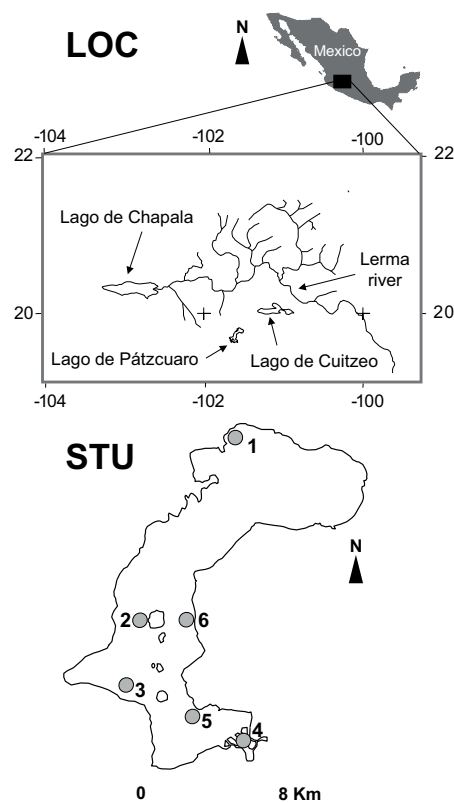 LOC
N
Mexico
-104
-102
-100
22
22
Lago de Chapala
Lerma
river
20
20
Lago de Pátzcuaro
Lago de Cuitzeo
-104
-102
-100
STU
1
N
2
6
3
5
4
0
8 Km